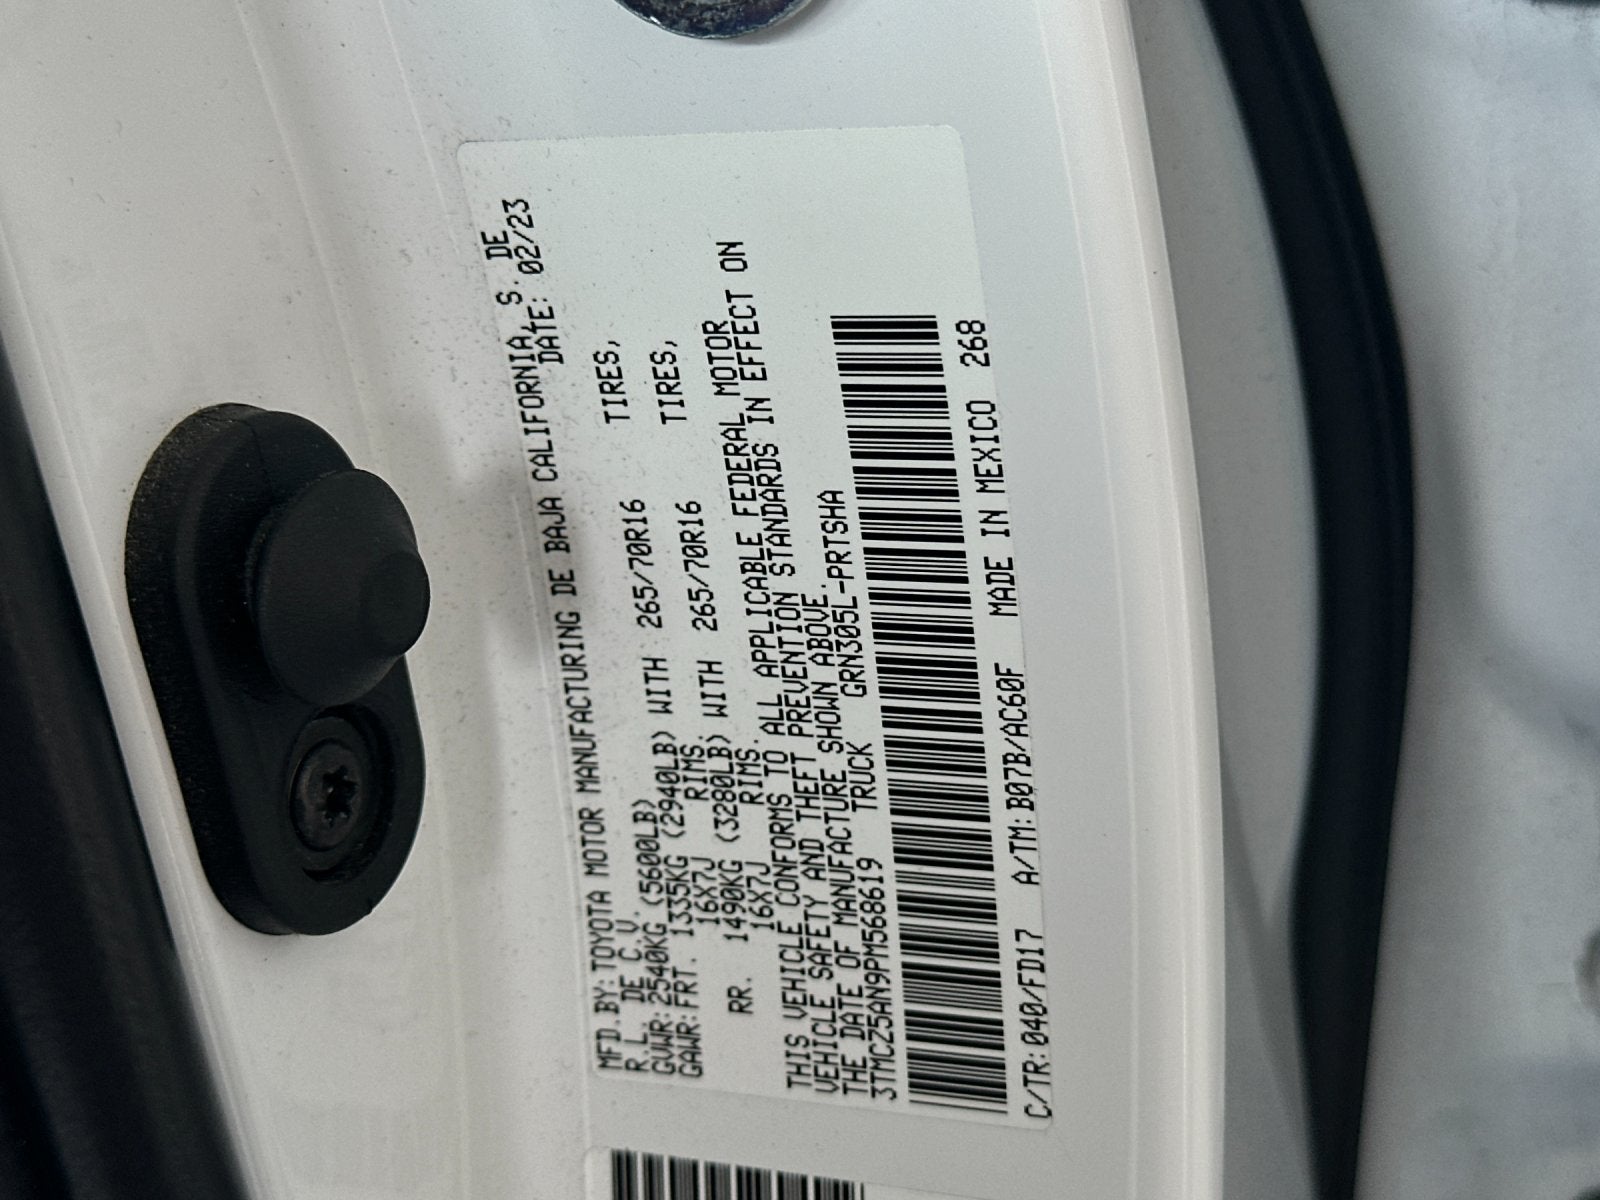 MFD.BY: TOYOTA MOTOR MANUFACTURING DE BAJA CALIFORNIA, S. DE
R.L. DE C.V. DATE: 02/23
GVWR: 2540KG (5600LB)
GAWR: FRT. 1335KG (2940LB) WITH 265/70R16 TIRES,
16X7J RIMS.
RR. 1490KG (3280LB) WITH 265/70R16 TIRES,
16X7J RIMS.
THIS VEHICLE CONFORMS TO ALL APPLICABLE FEDERAL MOTOR
VEHICLE SAFETY AND THEFT PREVENTION STANDARDS IN EFFECT ON
THE DATE OF MANUFACTURE SHOWN ABOVE.
3TMCZ5AN9PM568619 TRUCK GRN305L-PRTSHA
C/TR: 040/FD17 A/TM: B07B/AC60F MADE IN MEXICO 268